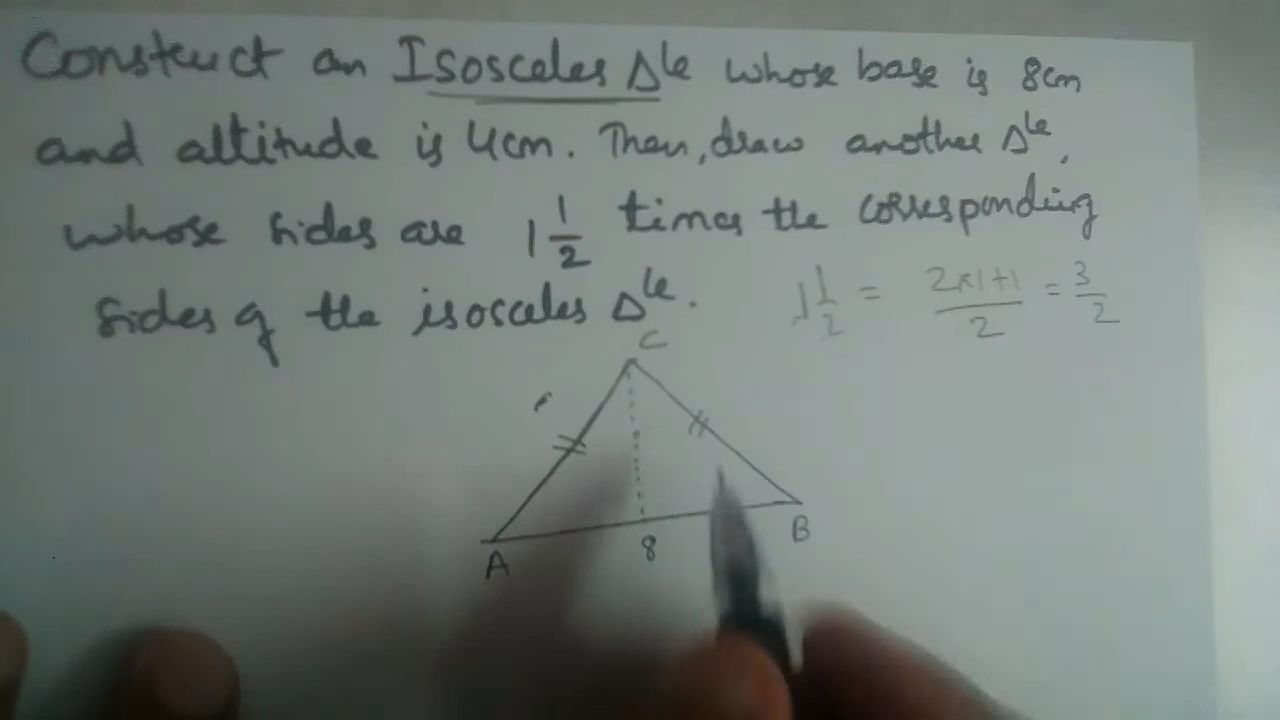 Construct an Isosceles Δle whose base is 8cm
and altitude is 4cm. Then, draw another Δle,
whose sides are 1 1/2 times the corresponding
sides of the isosceles Δle.
1 1/2 = 2x1+1/2 = 3/2
C
A
8
B